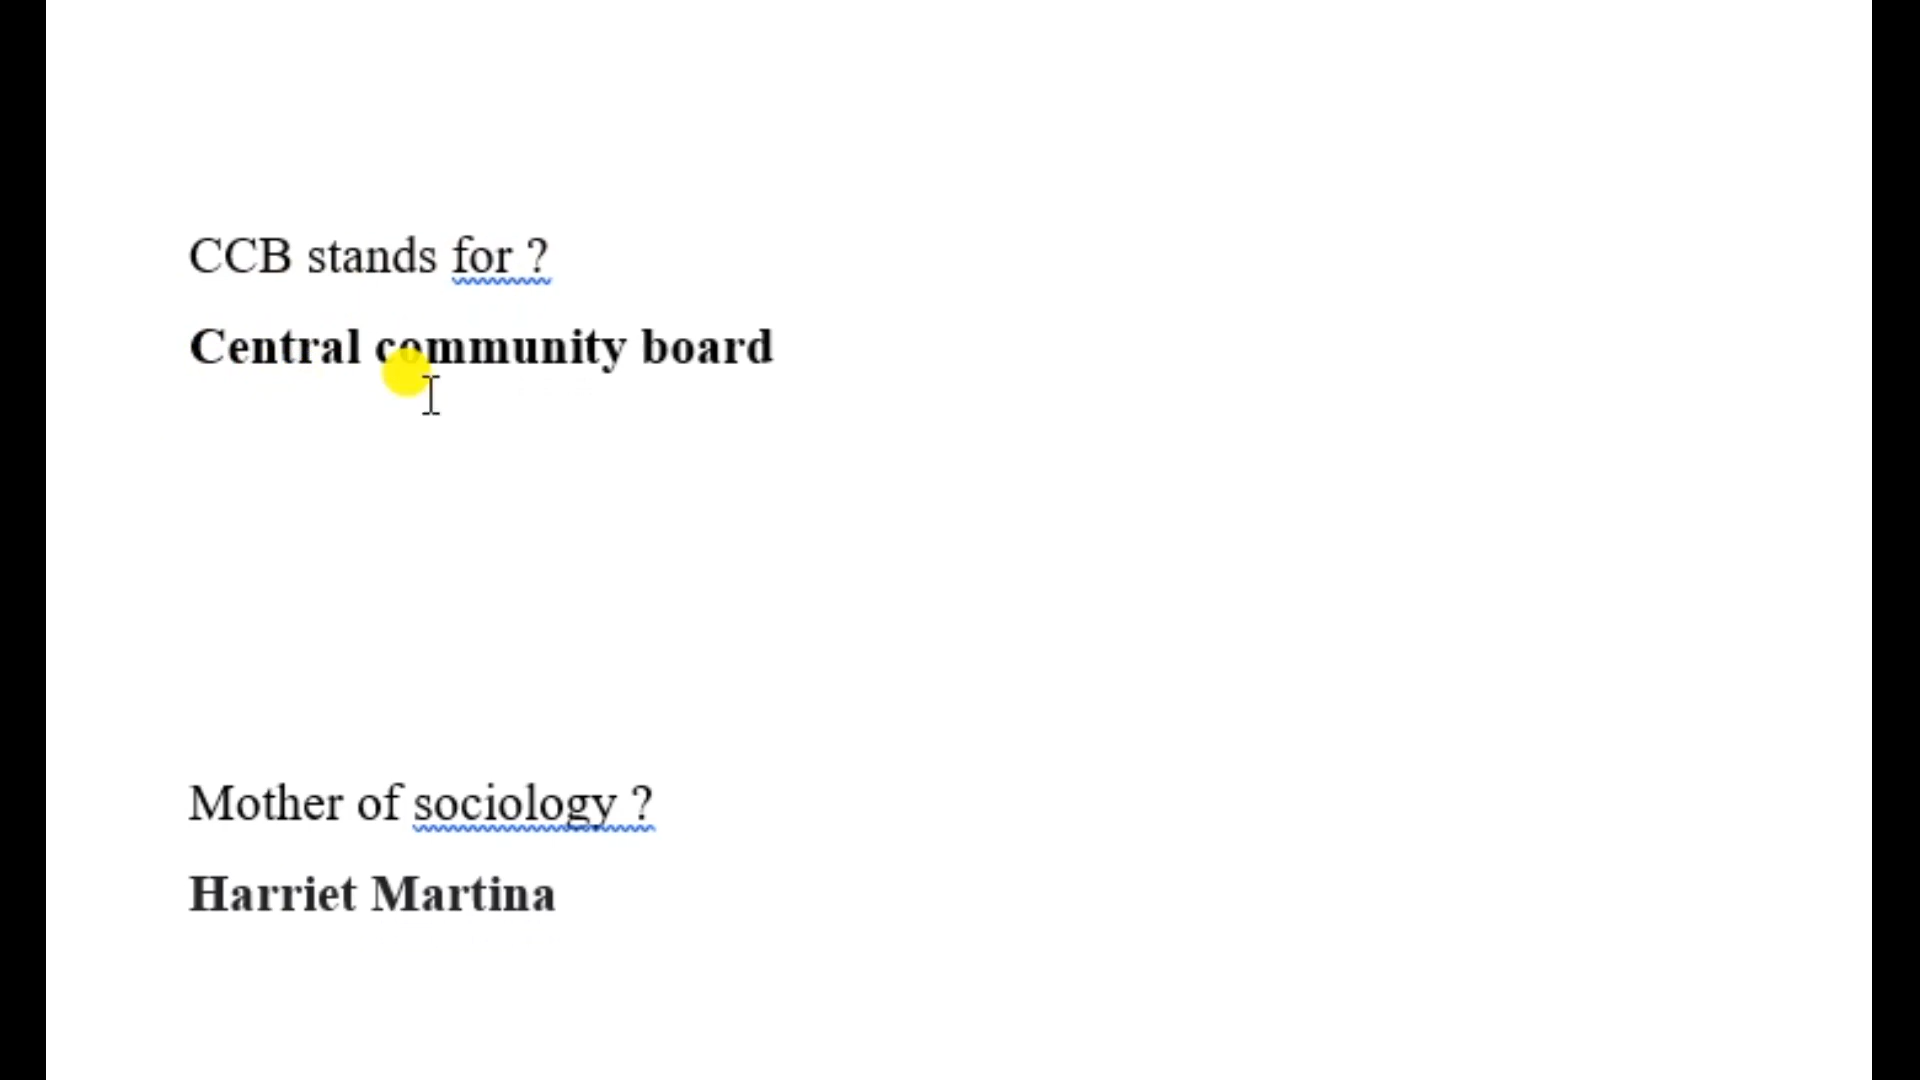 CCB stands for ?
Central community board
Mother of sociology ?
Harriet Martina